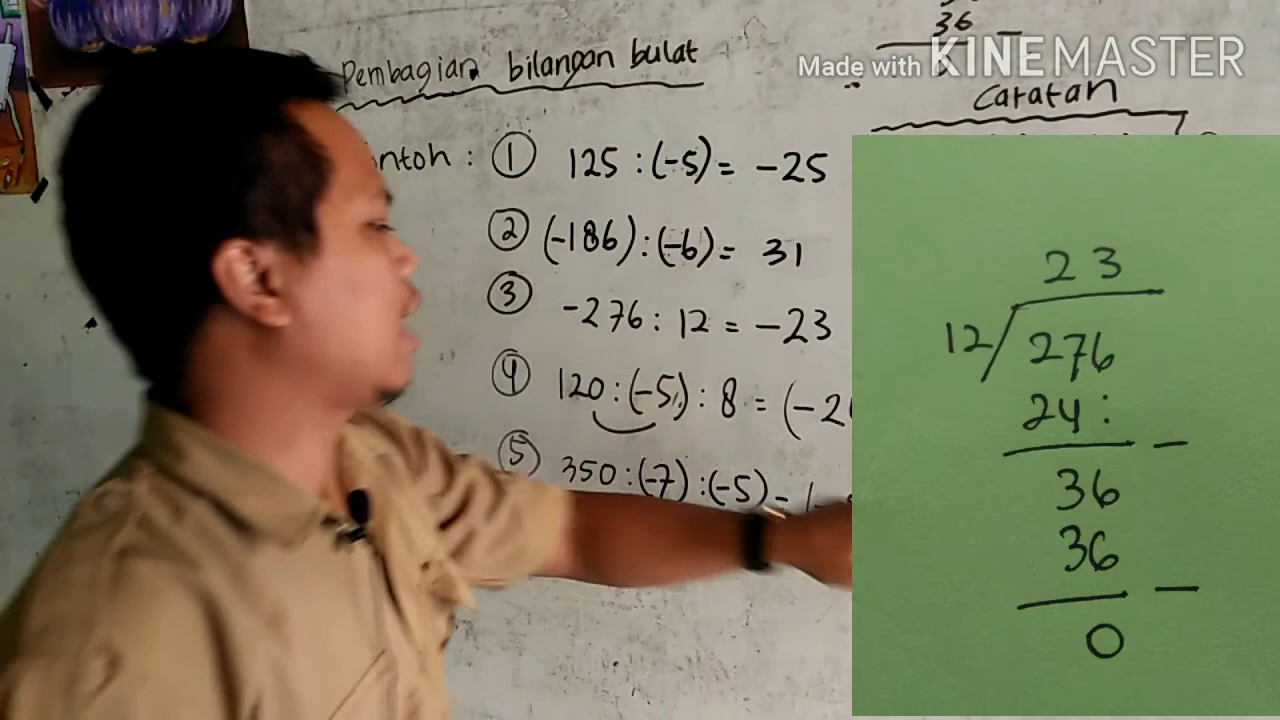 Pembagian bilangan bulat
36 -
Made with KINEMASTER
Catatan
ntoh : ① 125 : (-5) = -25
② (-186) : (-6) = 31
③ -276 : 12 = -23
④ 120 : (-5) : 8 = (-2
⑤ 350 : (-7) : (-5) =
23
12 / 276
24 :
-
36
36
-
0